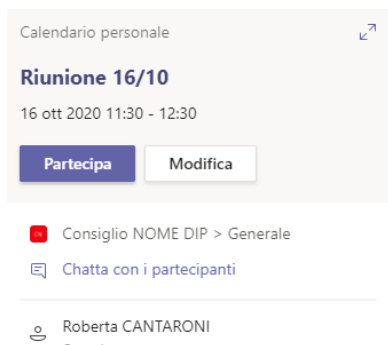 Calendario personale
Riunione 16/10
16 ott 2020 11:30 - 12:30
Partecipa Modifica
CN Consiglio NOME DIP > Generale
Chatta con i partecipanti
Roberta CANTARONI